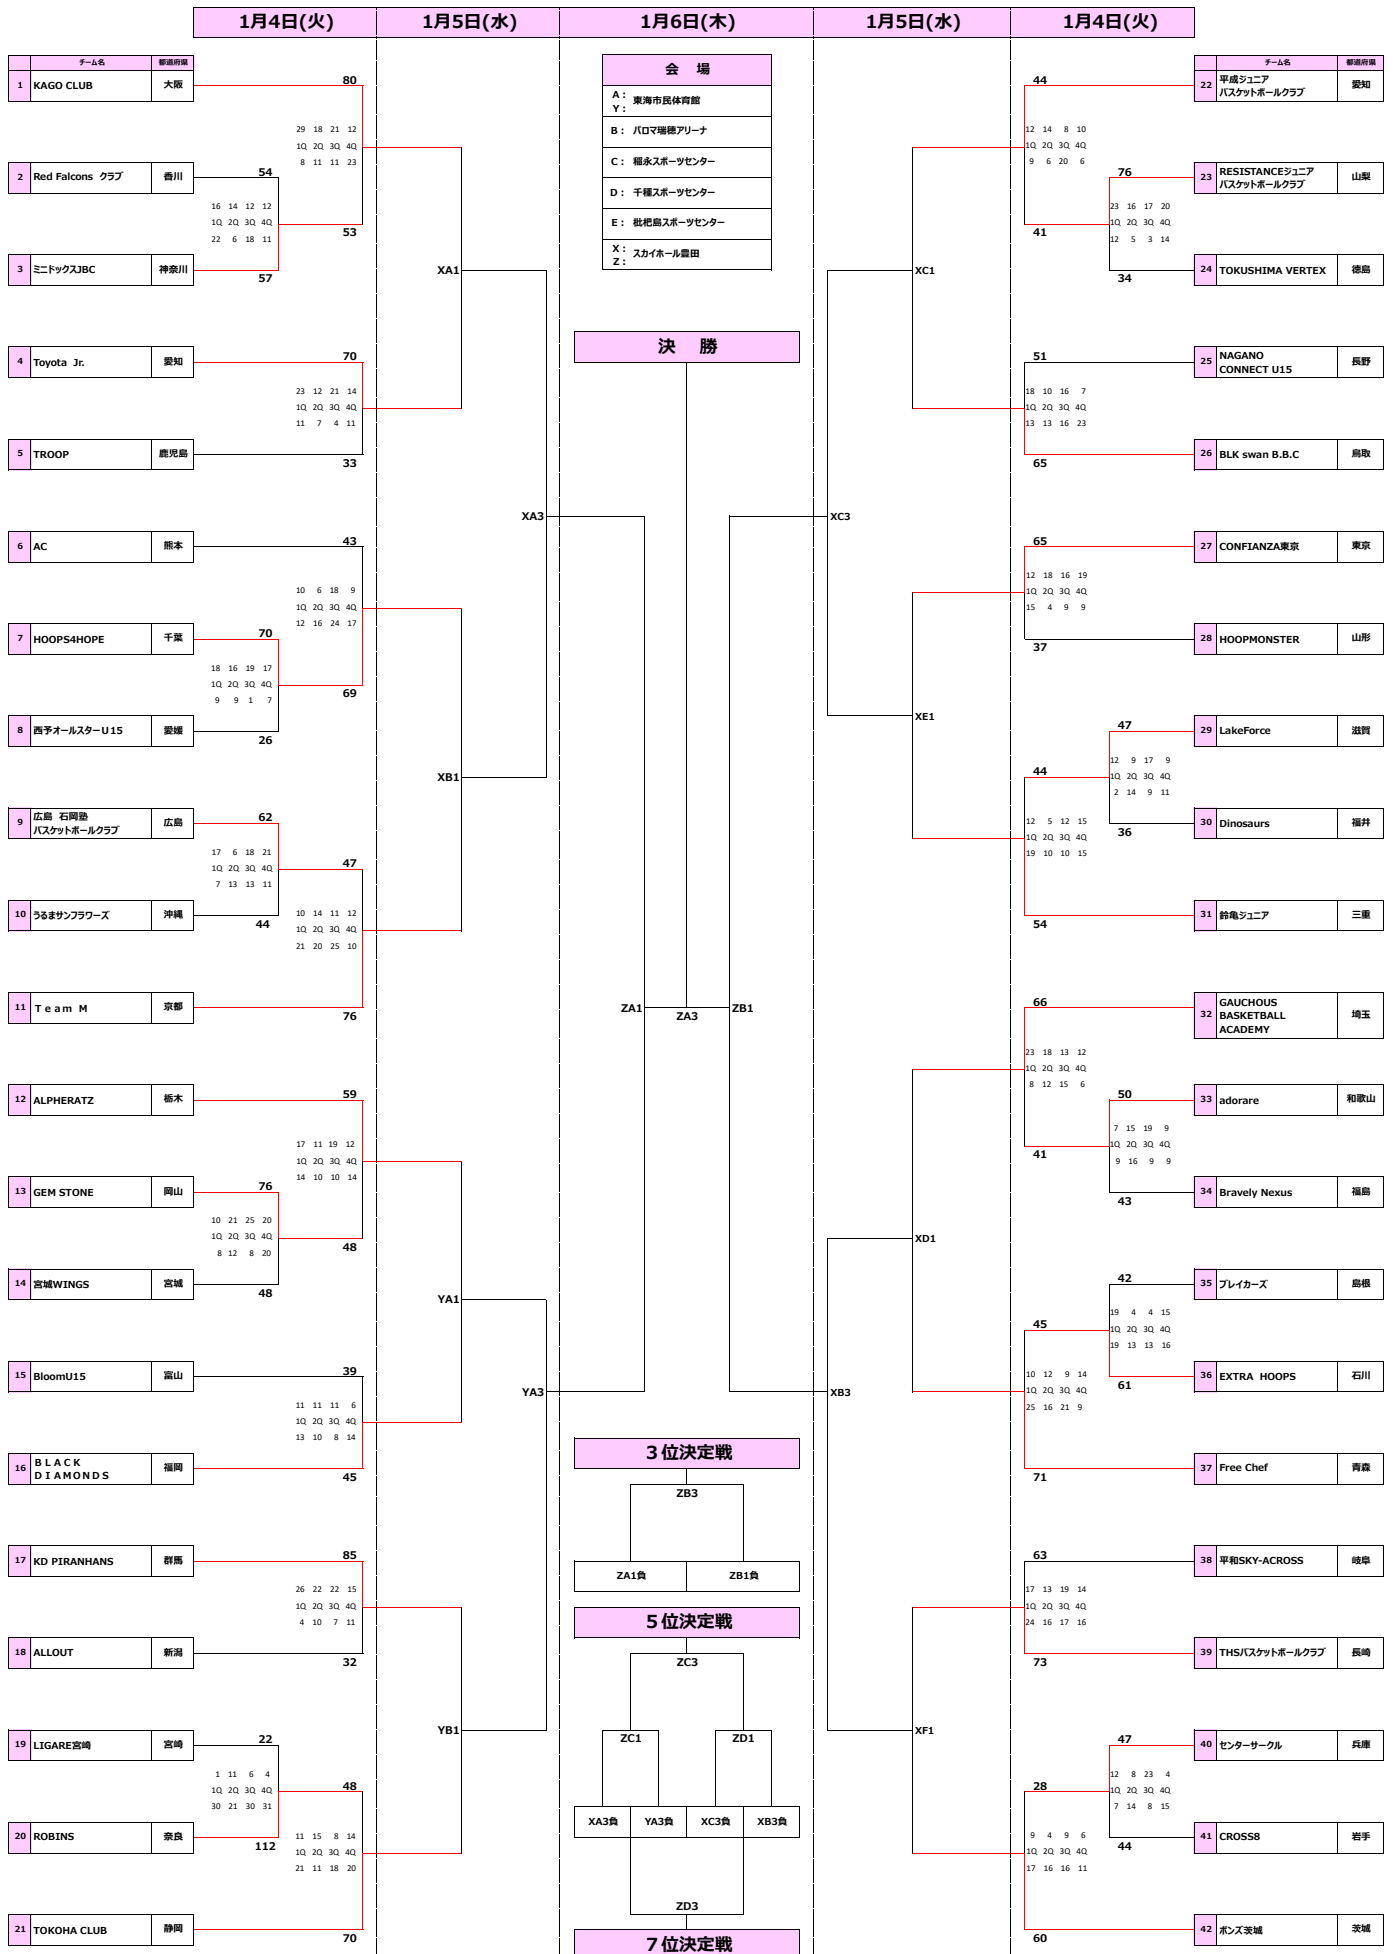 1月4日(火) 1月5日(水) 1月6日(木) 1月5日(水) 1月4日(火)
チーム名 都道府県
1 KAGO CLUB 大阪
80
29 18 21 12
1Q 2Q 3Q 4Q
8 11 11 23
2 Red Falcons クラブ 香川
54
16 14 12 12
1Q 2Q 3Q 4Q
22 6 18 11
53
3 ミニドックスJBC 神奈川
57
XA1
4 Toyota Jr. 愛知
70
23 12 21 14
1Q 2Q 3Q 4Q
11 7 4 11
5 TROOP 鹿児島
33
XA3
6 AC 熊本
43
10 6 18 9
1Q 2Q 3Q 4Q
12 16 24 17
7 HOOPS4HOPE 千葉
70
18 16 19 17
1Q 2Q 3Q 4Q
9 9 1 7
69
8 西予オールスターU15 愛媛
26
XB1
9 広島 石岡塾
バスケットボールクラブ 広島
62
17 6 18 21
1Q 2Q 3Q 4Q
7 13 13 11
47
10 うるまサンフラワーズ 沖縄
44
10 14 11 12
1Q 2Q 3Q 4Q
21 20 25 10
11 Team M 京都
76
12 ALPHERATZ 栃木
59
17 11 19 12
1Q 2Q 3Q 4Q
14 10 10 14
13 GEM STONE 岡山
76
10 21 25 20
1Q 2Q 3Q 4Q
8 12 8 20
48
14 宮城WINGS 宮城
48
YA1
15 BloomU15 富山
39
11 11 11 6
1Q 2Q 3Q 4Q
13 10 8 14
YA3
16 BLACK
DIAMONDS 福岡
45
17 KD PIRANHANS 群馬
85
26 22 22 15
1Q 2Q 3Q 4Q
4 10 7 11
18 ALLOUT 新潟
32
YB1
19 LIGARE宮崎 宮崎
22
1 11 6 4
1Q 2Q 3Q 4Q
30 21 30 31
48
20 ROBINS 奈良
112
11 15 8 14
1Q 2Q 3Q 4Q
21 11 18 20
21 TOKOHA CLUB 静岡
70
会 場
A:
Y: 東海市民体育館
B: パロマ瑞穂アリーナ
C: 稲永スポーツセンター
D: 千種スポーツセンター
E: 枇杷島スポーツセンター
X:
Z: スカイホール豊田
決 勝
ZA1 ZA3 ZB1
3位決定戦
ZB3
ZA1負 ZB1負
5位決定戦
ZC3
ZC1 ZD1
XA3負 YA3負 XC3負 XB3負
ZD3
7位決定戦
チーム名 都道府県
44
22 平成ジュニア
バスケットボールクラブ 愛知
12 14 8 10
1Q 2Q 3Q 4Q
9 6 20 6
76
23 RESISTANCEジュニア
バスケットボールクラブ 山梨
23 16 17 20
1Q 2Q 3Q 4Q
12 5 3 14
41
34
24 TOKUSHIMA VERTEX 徳島
XC1
51
25 NAGANO
CONNECT U15 長野
18 10 16 7
1Q 2Q 3Q 4Q
13 13 16 23
65
26 BLK swan B.B.C 鳥取
XC3
65
27 CONFIANZA東京 東京
12 18 16 19
1Q 2Q 3Q 4Q
15 4 9 9
37
28 HOOPMONSTER 山形
XE1
47
29 LakeForce 滋賀
12 9 17 9
1Q 2Q 3Q 4Q
2 14 9 11
44
36
30 Dinosaurs 福井
12 5 12 15
1Q 2Q 3Q 4Q
19 10 10 15
54
31 鈴亀ジュニア 三重
66
32 GAUCHOUS
BASKETBALL
ACADEMY 埼玉
23 18 13 12
1Q 2Q 3Q 4Q
8 12 15 6
50
33 adorare 和歌山
7 15 19 9
1Q 2Q 3Q 4Q
9 16 9 9
41
43
34 Bravely Nexus 福島
XD1
42
35 ブレイカーズ 島根
19 4 4 15
1Q 2Q 3Q 4Q
19 13 13 16
45
61
36 EXTRA HOOPS 石川
10 12 9 14
1Q 2Q 3Q 4Q
25 16 21 9
XB3
71
37 Free Chef 青森
63
38 平和SKY-ACROSS 岐阜
17 13 19 14
1Q 2Q 3Q 4Q
24 16 17 16
73
39 THSバスケットボールクラブ 長崎
XF1
47
40 センターサークル 兵庫
12 8 23 4
1Q 2Q 3Q 4Q
7 14 8 15
28
44
41 CROSS8 岩手
9 4 9 6
1Q 2Q 3Q 4Q
17 16 16 11
60
42 ボンズ茨城 茨城